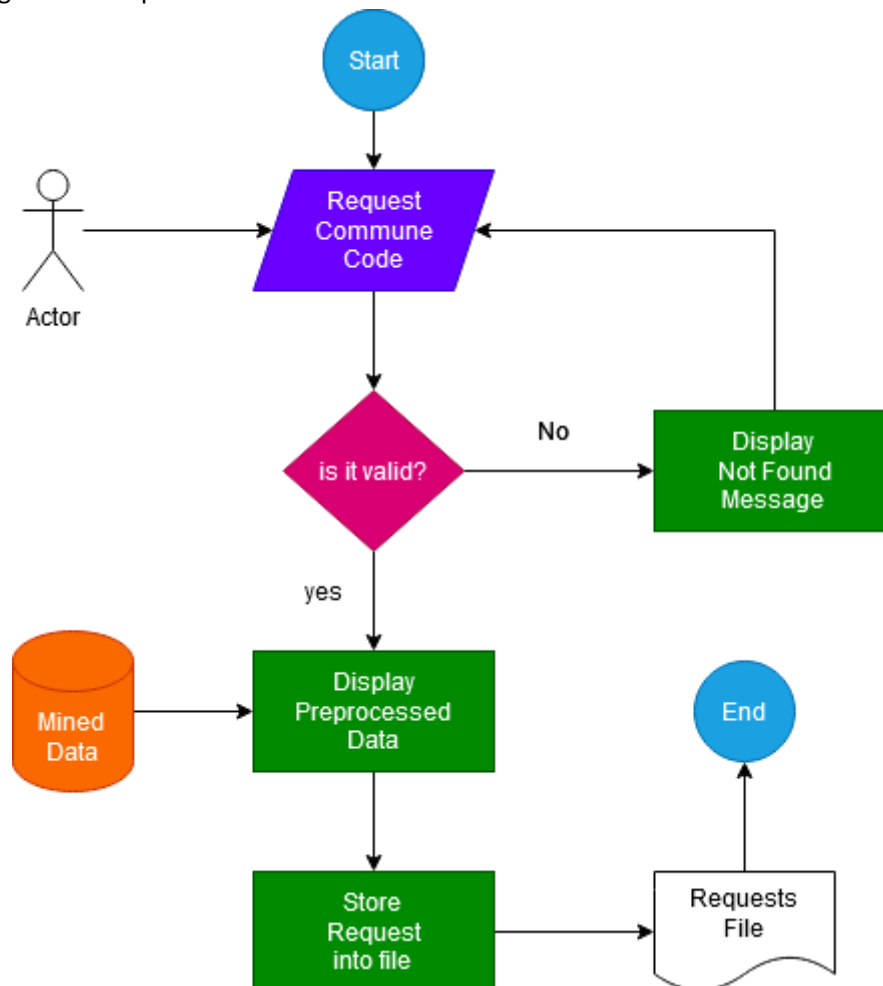 Start
Request
Commune
Code
Actor
is it valid?
No
Display
Not Found
Message
yes
Mined
Data
Display
Preprocessed
Data
End
Store
Request
into file
Requests
File